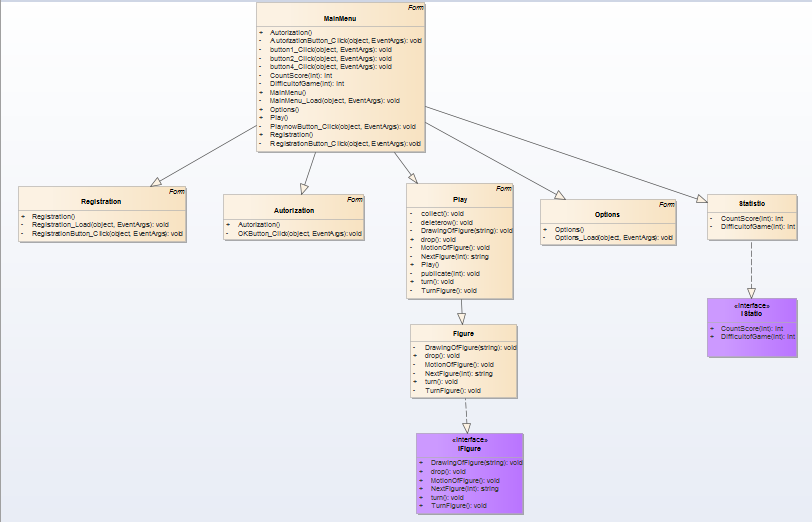 Form
MainMenu
+ Autorization()
- AutorizationButton_Click(object, EventArgs): void
- button1_Click(object, EventArgs): void
- button2_Click(object, EventArgs): void
- button4_Click(object, EventArgs): void
- CountScore(int): int
- DifficultofGame(int): int
+ MainMenu()
- MainMenu_Load(object, EventArgs): void
+ Options()
+ Play()
- PlaynowButton_Click(object, EventArgs): void
+ Registration()
- RegistrationButton_Click(object, EventArgs): void
Form
Registration
+ Registration()
- Registration_Load(object, EventArgs): void
- RegistrationButton_Click(object, EventArgs): void
Form
Autorization
+ Autorization()
- OKButton_Click(object, EventArgs): void
Form
Play
- collect(): void
- deleterow(): void
- DrawingOfFigure(string): void
+ drop(): void
- MotionOfFigure(): void
- NextFigure(int): string
+ Play()
- publicate(int): void
+ turn(): void
- TurnFigure(): void
Form
Options
+ Options()
- Options_Load(object, EventArgs): void
Statistic
- CountScore(int): int
- DifficultofGame(int): int
«interface»
IStatic
+ CountScore(int): int
+ DifficultofGame(int): int
Figure
- DrawingOfFigure(string): void
+ drop(): void
- MotionOfFigure(): void
- NextFigure(int): string
+ turn(): void
- TurnFigure(): void
«interface»
IFigure
+ DrawingOfFigure(string): void
+ drop(): void
+ MotionOfFigure(): void
+ NextFigure(int): string
+ turn(): void
+ TurnFigure(): void